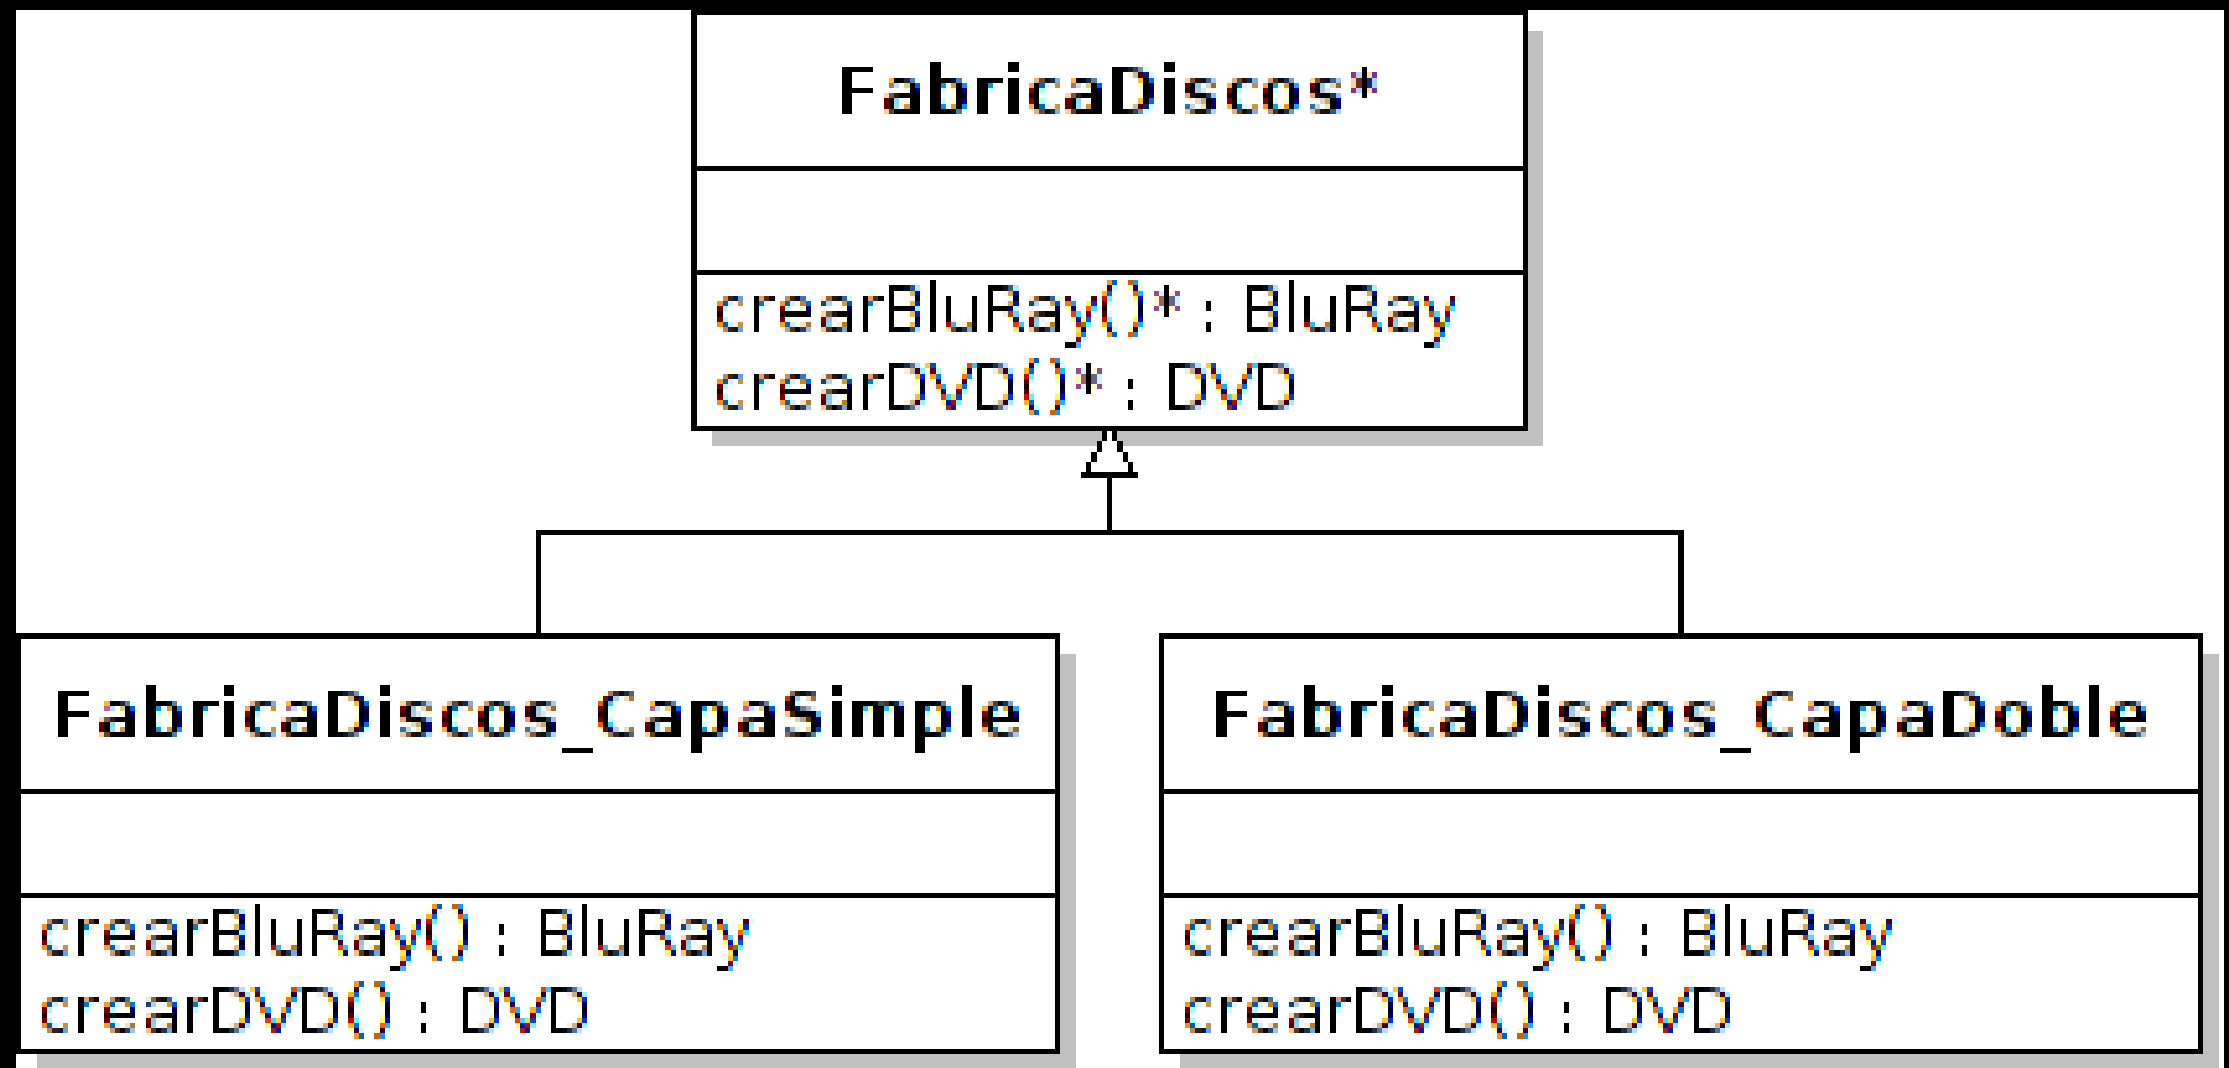 FabricaDiscos*
crearBluRay()* : BluRay
crearDVD()* : DVD
FabricaDiscos_CapaSimple
crearBluRay() : BluRay
crearDVD() : DVD
FabricaDiscos_CapaDoble
crearBluRay() : BluRay
crearDVD() : DVD